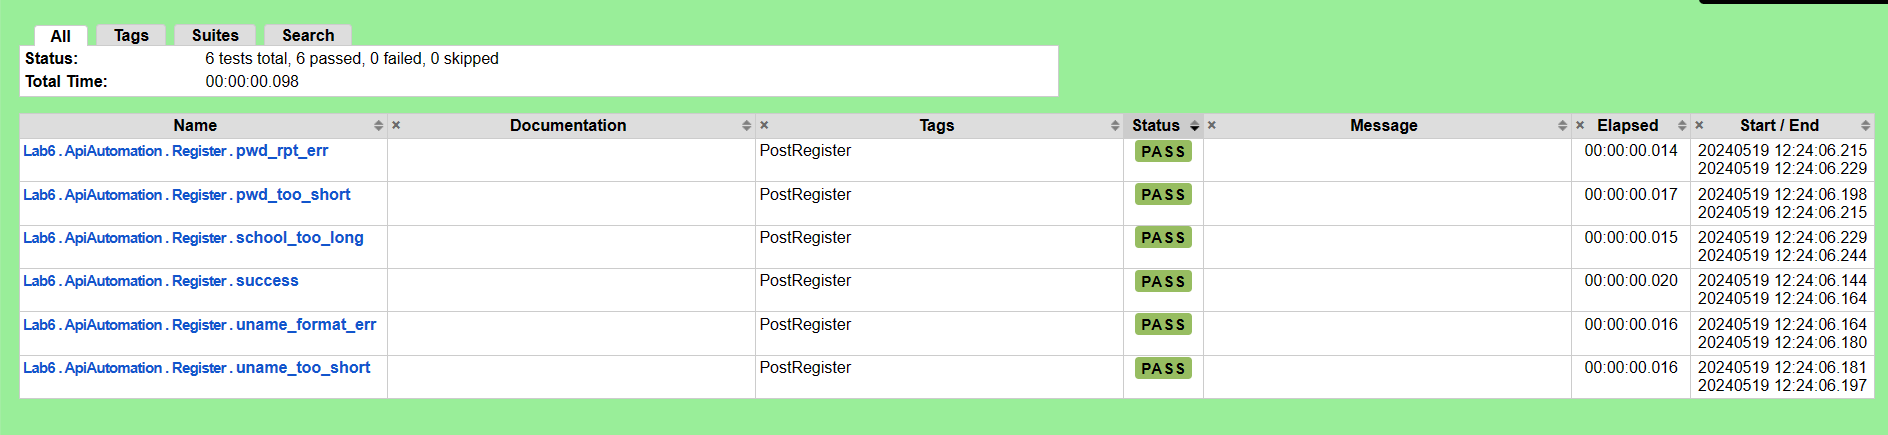 All Tags Suites Search
Status: 6 tests total, 6 passed, 0 failed, 0 skipped
Total Time: 00:00:00.098
Name × Documentation × Tags Status × Message × Elapsed × Start / End
Lab6 . ApiAutomation . Register . pwd_rpt_err PostRegister PASS 00:00:00.014 20240519 12:24:06.215
20240519 12:24:06.229
Lab6 . ApiAutomation . Register . pwd_too_short PostRegister PASS 00:00:00.017 20240519 12:24:06.198
20240519 12:24:06.215
Lab6 . ApiAutomation . Register . school_too_long PostRegister PASS 00:00:00.015 20240519 12:24:06.229
20240519 12:24:06.244
Lab6 . ApiAutomation . Register . success PostRegister PASS 00:00:00.020 20240519 12:24:06.144
20240519 12:24:06.164
Lab6 . ApiAutomation . Register . uname_format_err PostRegister PASS 00:00:00.016 20240519 12:24:06.164
20240519 12:24:06.180
Lab6 . ApiAutomation . Register . uname_too_short PostRegister PASS 00:00:00.016 20240519 12:24:06.181
20240519 12:24:06.197